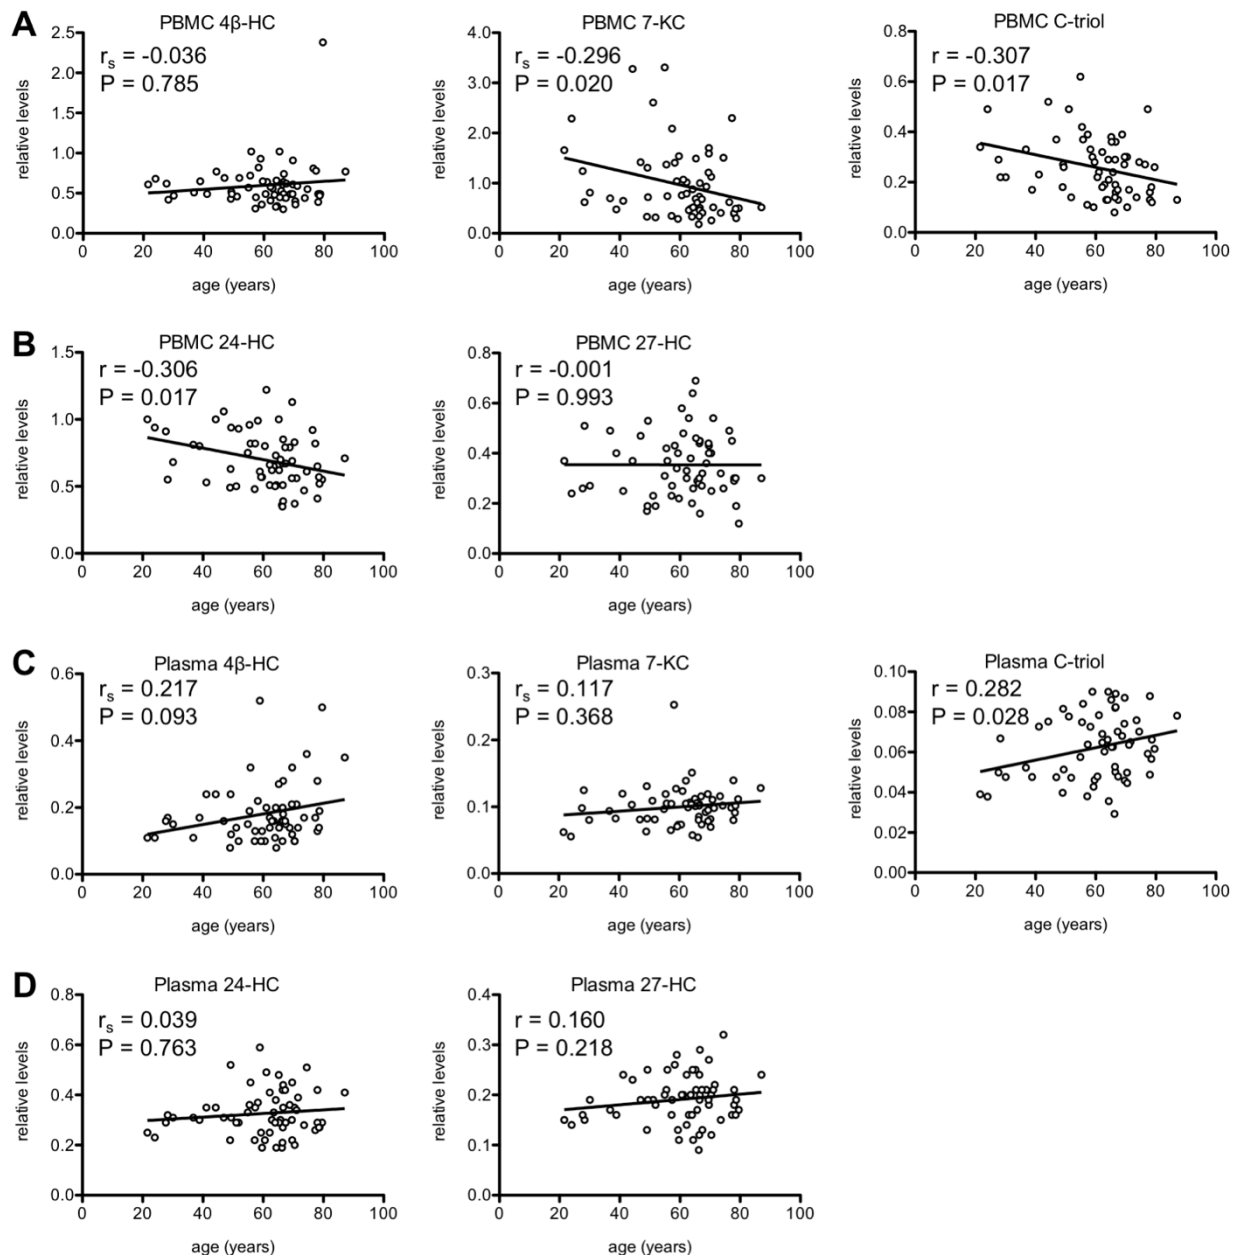 A
PBMC 4β-HC
rₛ = -0.036
P = 0.785
relative levels
2.5
2.0
1.5
1.0
0.5
0.0
0 20 40 60 80 100
age (years)
PBMC 7-KC
rₛ = -0.296
P = 0.020
relative levels
4.0
3.0
2.0
1.0
0.0
0 20 40 60 80 100
age (years)
PBMC C-triol
r = -0.307
P = 0.017
relative levels
0.8
0.6
0.4
0.2
0.0
0 20 40 60 80 100
age (years)
B
PBMC 24-HC
r = -0.306
P = 0.017
relative levels
1.5
1.0
0.5
0.0
0 20 40 60 80 100
age (years)
PBMC 27-HC
r = -0.001
P = 0.993
relative levels
0.8
0.6
0.4
0.2
0.0
0 20 40 60 80 100
age (years)
C
Plasma 4β-HC
rₛ = 0.217
P = 0.093
relative levels
0.6
0.4
0.2
0.0
0 20 40 60 80 100
age (years)
Plasma 7-KC
rₛ = 0.117
P = 0.368
relative levels
0.3
0.2
0.1
0.0
0 20 40 60 80 100
age (years)
Plasma C-triol
r = 0.282
P = 0.028
relative levels
0.10
0.08
0.06
0.04
0.02
0.00
0 20 40 60 80 100
age (years)
D
Plasma 24-HC
rₛ = 0.039
P = 0.763
relative levels
0.8
0.6
0.4
0.2
0.0
0 20 40 60 80 100
age (years)
Plasma 27-HC
r = 0.160
P = 0.218
relative levels
0.4
0.3
0.2
0.1
0.0
0 20 40 60 80 100
age (years)